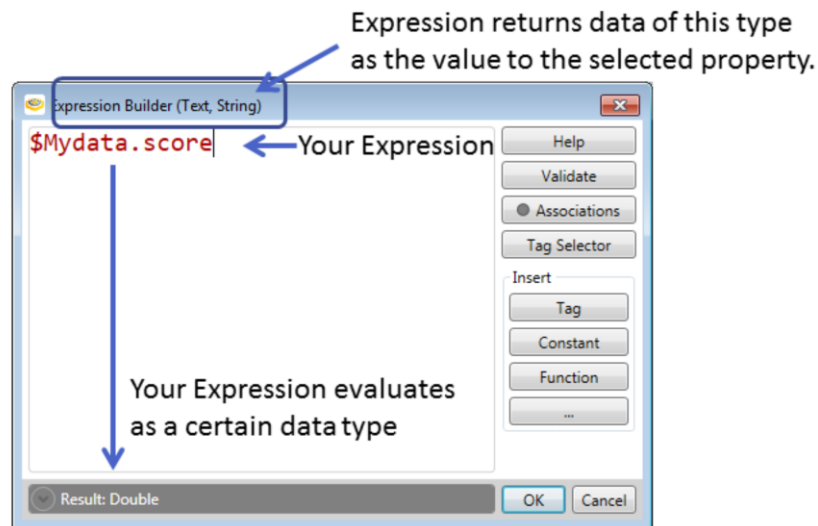 Expression returns data of this type
as the value to the selected property.
Expression Builder (Text, String)
$Mydata.score
Your Expression
Help
Validate
Associations
Tag Selector
Insert
Tag
Constant
Function
...
Your Expression evaluates
as a certain data type
Result: Double
OK
Cancel